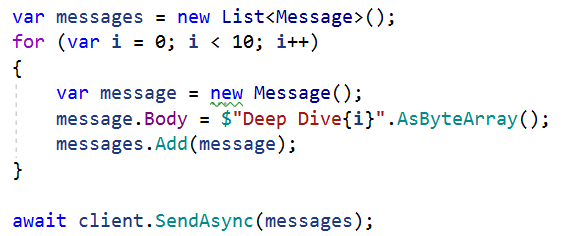 var messages = new List<Message>();
for (var i = 0; i < 10; i++)
{
    var message = new Message();
    message.Body = $"Deep Dive{i}".AsByteArray();
    messages.Add(message);
}

await client.SendAsync(messages);